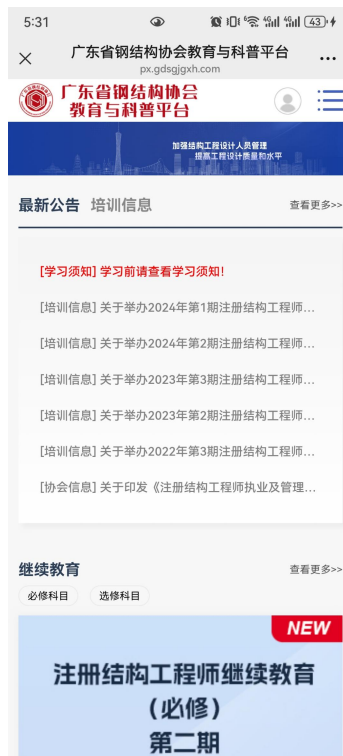 5:31
43
广东省钢结构协会教育与科普平台
px.gdsgjgxh.com
广东省钢结构协会
教育与科普平台
加强结构工程设计人员管理
提高工程设计质量和水平
最新公告 培训信息 查看更多>>
[学习须知] 学习前请查看学习须知!
[培训信息] 关于举办2024年第1期注册结构工程师...
[培训信息] 关于举办2024年第2期注册结构工程师...
[培训信息] 关于举办2023年第3期注册结构工程师...
[培训信息] 关于举办2023年第2期注册结构工程师...
[培训信息] 关于举办2022年第3期注册结构工程师...
[协会信息] 关于印发《注册结构工程师执业及管理...
继续教育 查看更多>>
必修科目 选修科目
NEW
注册结构工程师继续教育
(必修)
第二期